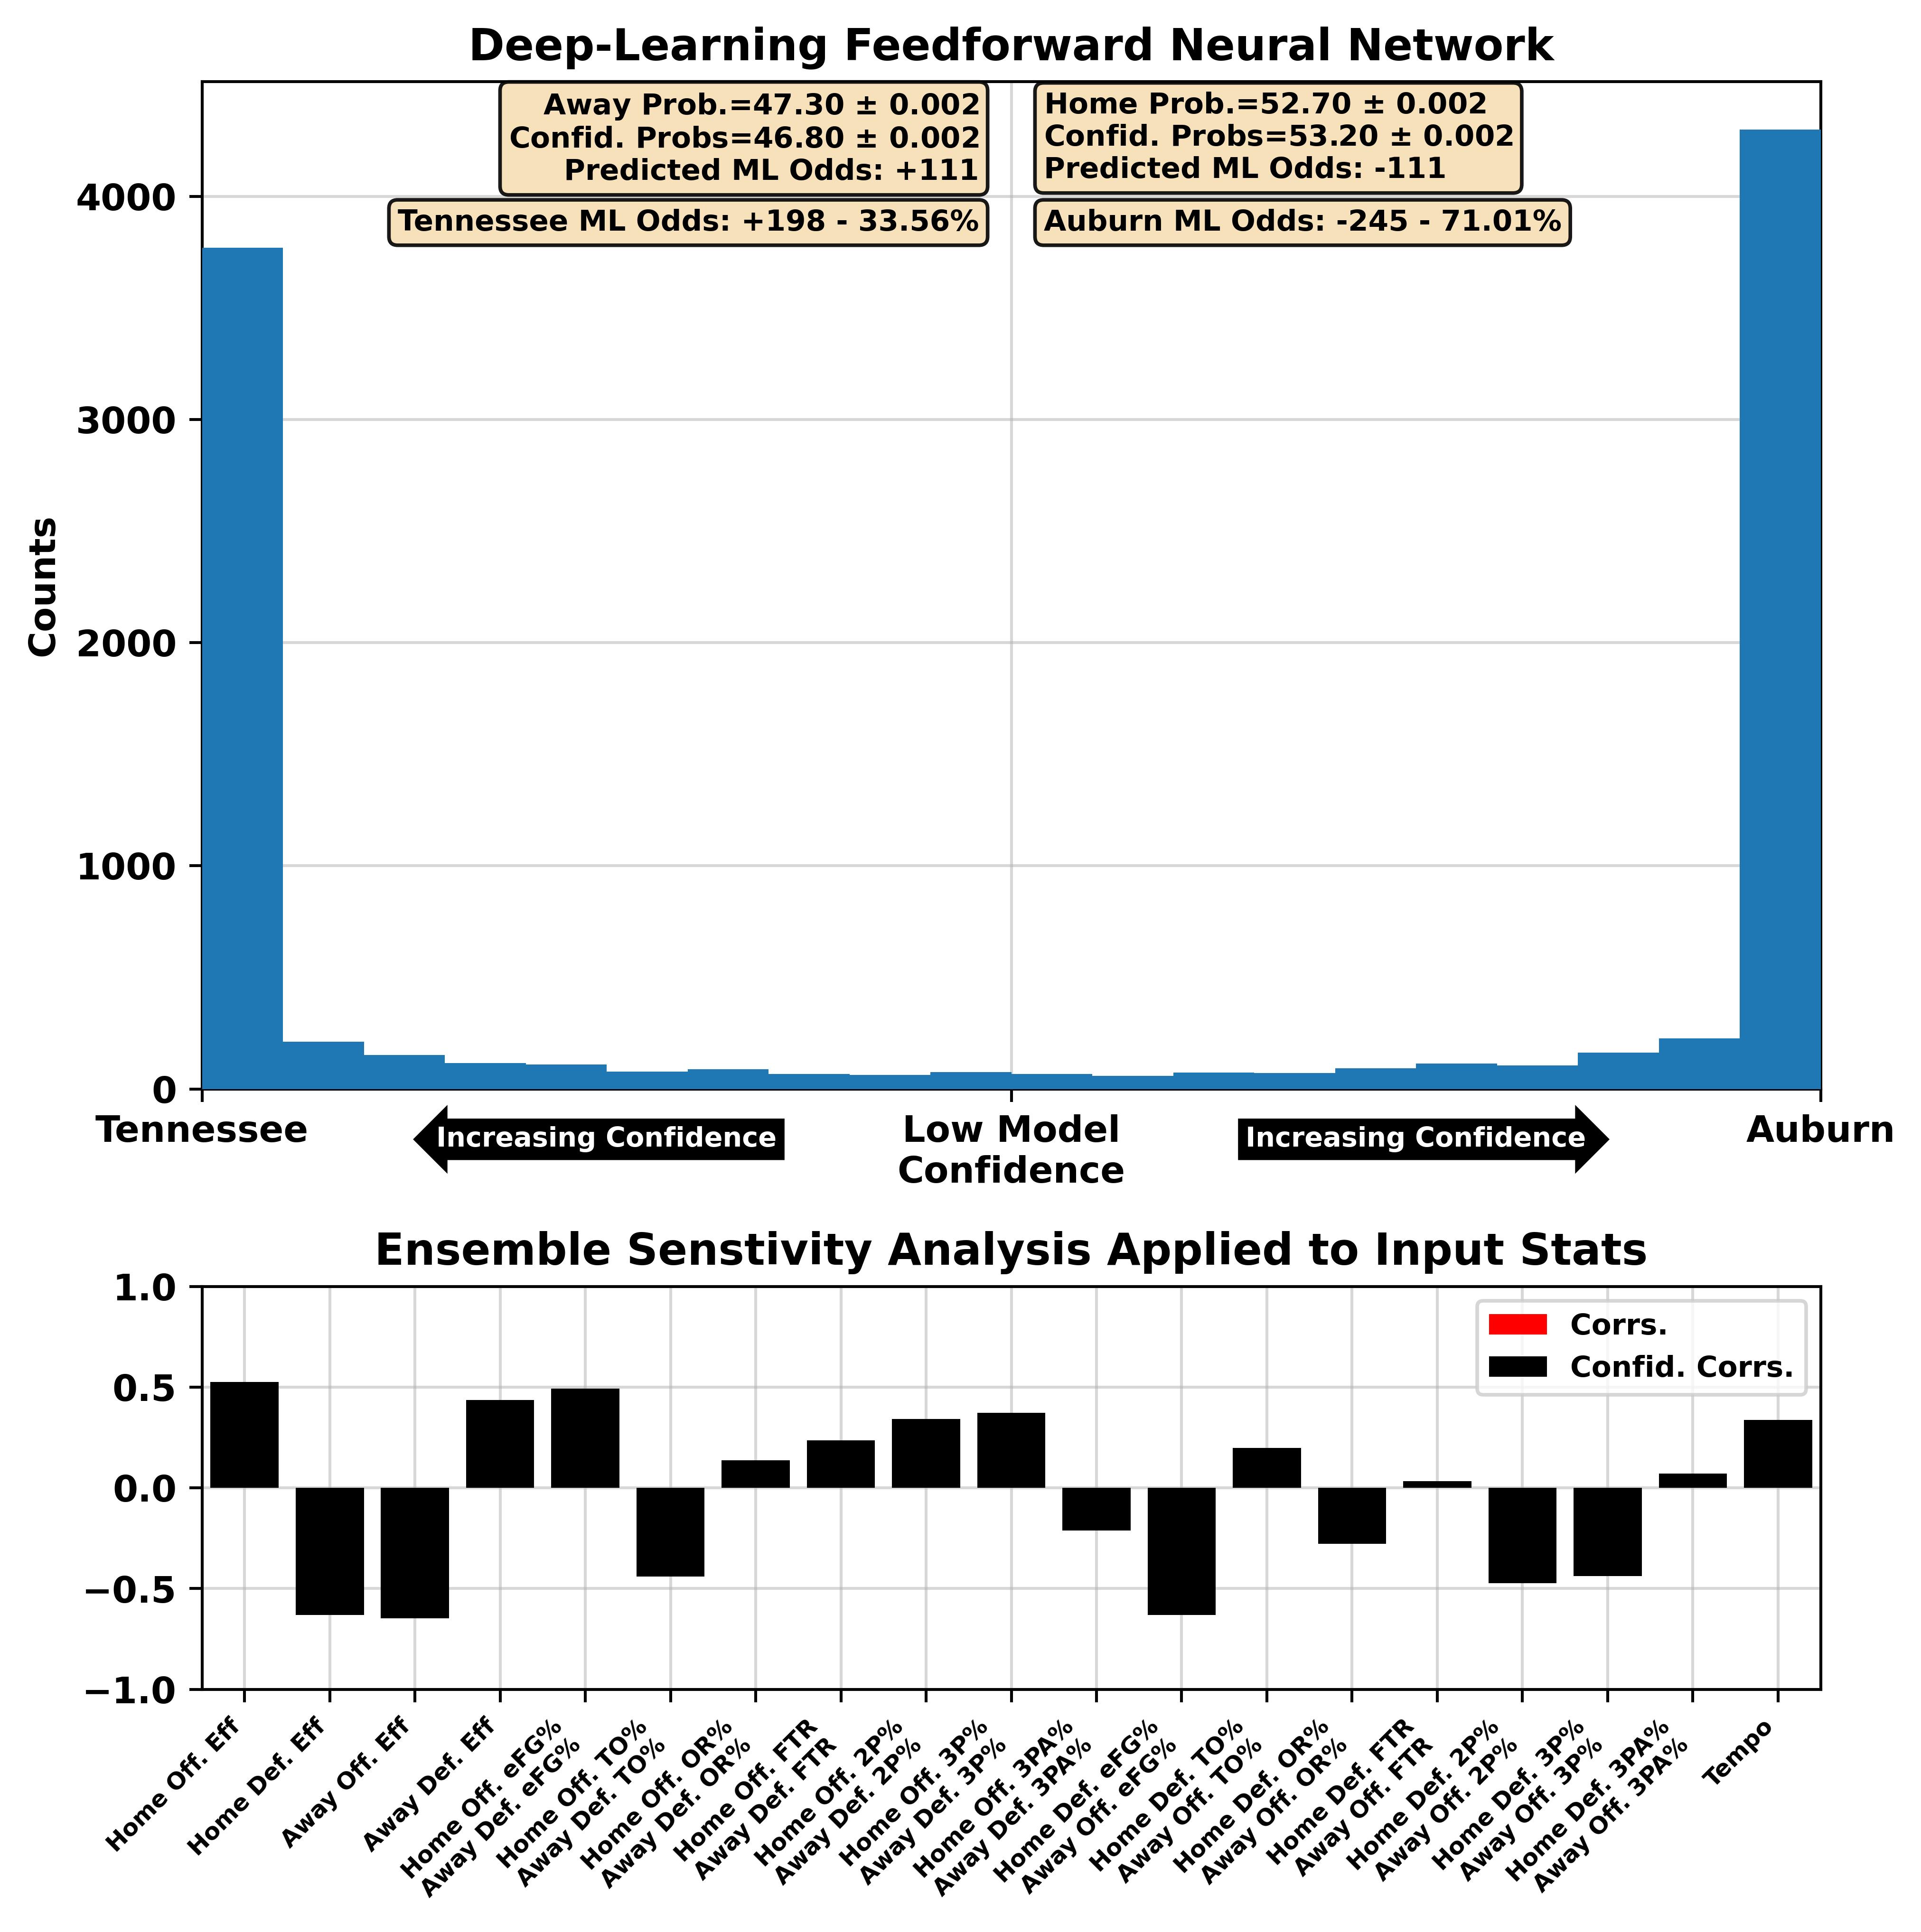 Deep-Learning Feedforward Neural Network
Away Prob.=47.30 ± 0.002
Confid. Probs=46.80 ± 0.002
Predicted ML Odds: +111
Home Prob.=52.70 ± 0.002
Confid. Probs=53.20 ± 0.002
Predicted ML Odds: -111
Tennessee ML Odds: +198 - 33.56%
Auburn ML Odds: -245 - 71.01%
Counts
4000
3000
2000
1000
0
Tennessee
Increasing Confidence
Low Model
Confidence
Increasing Confidence
Auburn
Ensemble Senstivity Analysis Applied to Input Stats
Corrs.
Confid. Corrs.
1.0
0.5
0.0
−0.5
−1.0
Home Off. Eff
Home Def. Eff
Away Off. Eff
Away Def. Eff
Home Off. eFG%
Away Def. eFG%
Home Off. TO%
Away Def. TO%
Home Off. OR%
Away Def. OR%
Home Off. FTR
Away Def. FTR
Home Off. 2P%
Away Def. 2P%
Home Off. 3P%
Away Def. 3P%
Home Off. 3PA%
Away Def. 3PA%
Home Def. eFG%
Away Off. eFG%
Home Def. TO%
Away Off. TO%
Home Def. OR%
Away Off. OR%
Home Def. FTR
Away Off. FTR
Home Def. 2P%
Away Off. 2P%
Home Def. 3P%
Away Off. 3P%
Home Def. 3PA%
Away Off. 3PA%
Tempo